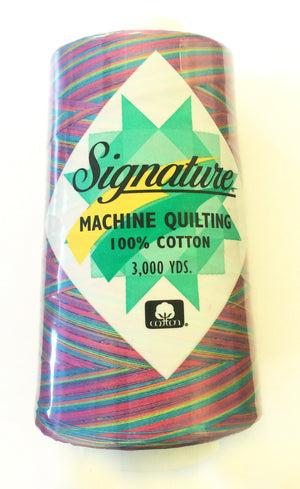 Signature
MACHINE QUILTING
100% COTTON
3,000 YDS.
cotton